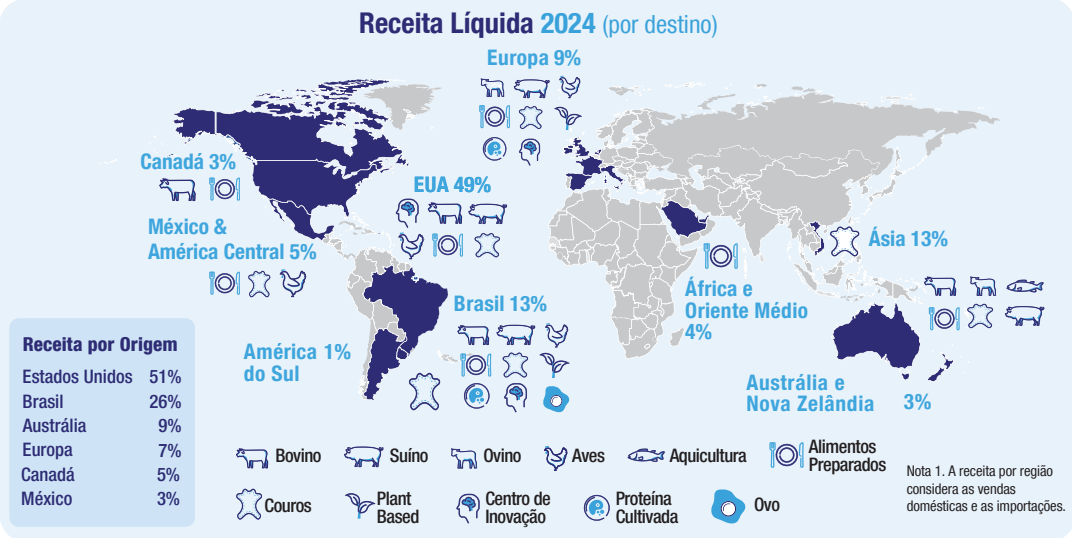 Receita Líquida 2024 (por destino)
Europa 9%
Canadá 3%
EUA 49%
México &
América Central 5%
Ásia 13%
África e
Oriente Médio
4%
Brasil 13%
América 1%
do Sul
Austrália e
Nova Zelândia 3%
Receita por Origem
Estados Unidos 51%
Brasil 26%
Austrália 9%
Europa 7%
Canadá 5%
México 3%
Bovino
Suíno
Ovino
Aves
Aquicultura
Alimentos
Preparados
Couros
Plant
Based
Centro de
Inovação
Proteína
Cultivada
Ovo
Nota 1. A receita por região
considera as vendas
domésticas e as importações.